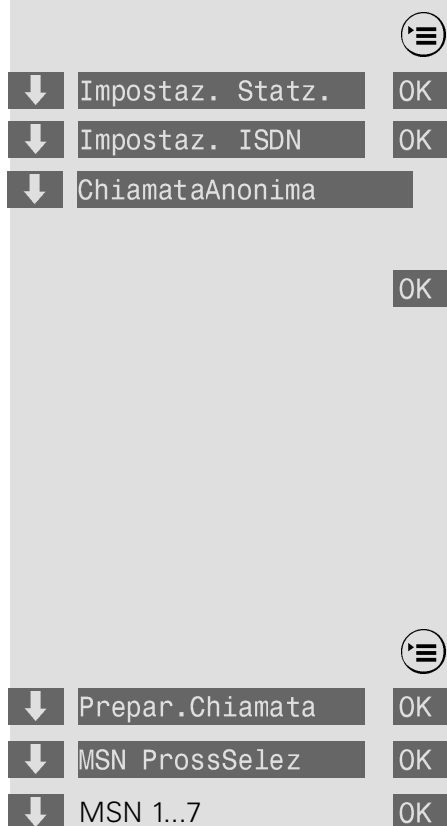 Impostaz. Statz. OK
Impostaz. ISDN OK
ChiamataAnonima
OK
Prepar.Chiamata OK
MSN ProssSelez OK
MSN 1...7 OK